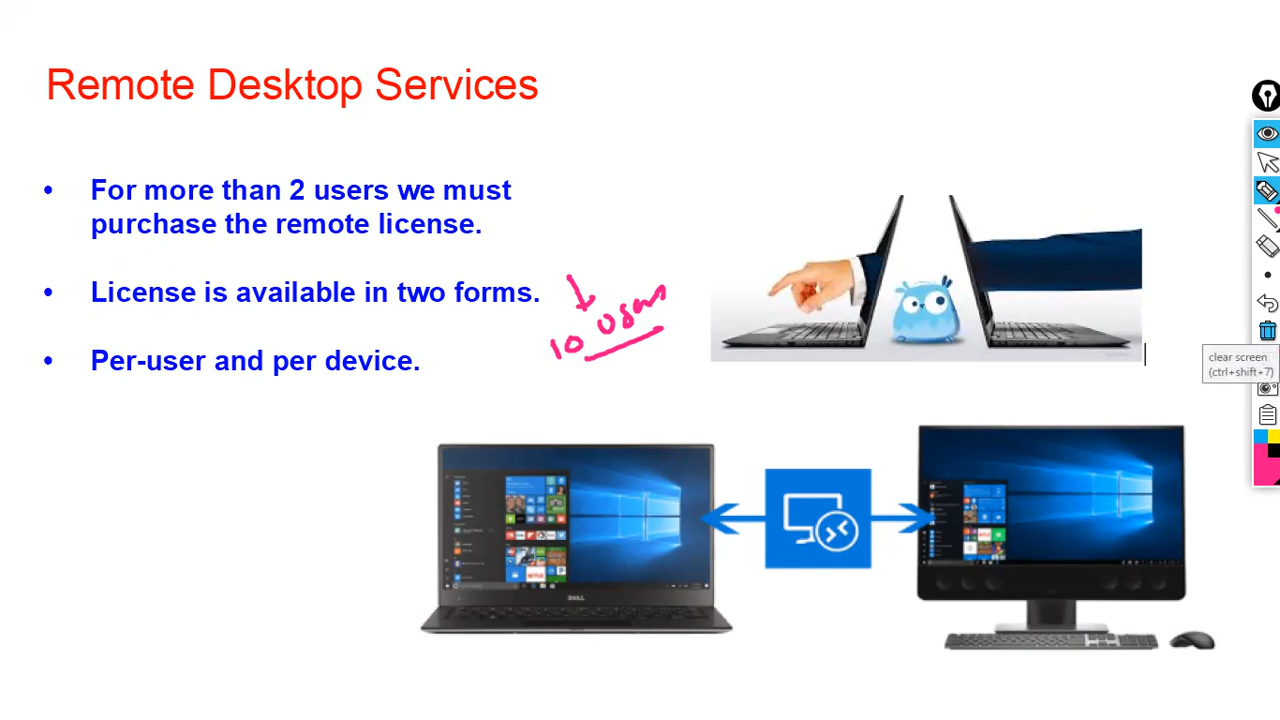 Remote Desktop Services
• For more than 2 users we must
purchase the remote license.
• License is available in two forms.
10 users
• Per-user and per device.
clear screen
(ctrl+shift+7)
DELL